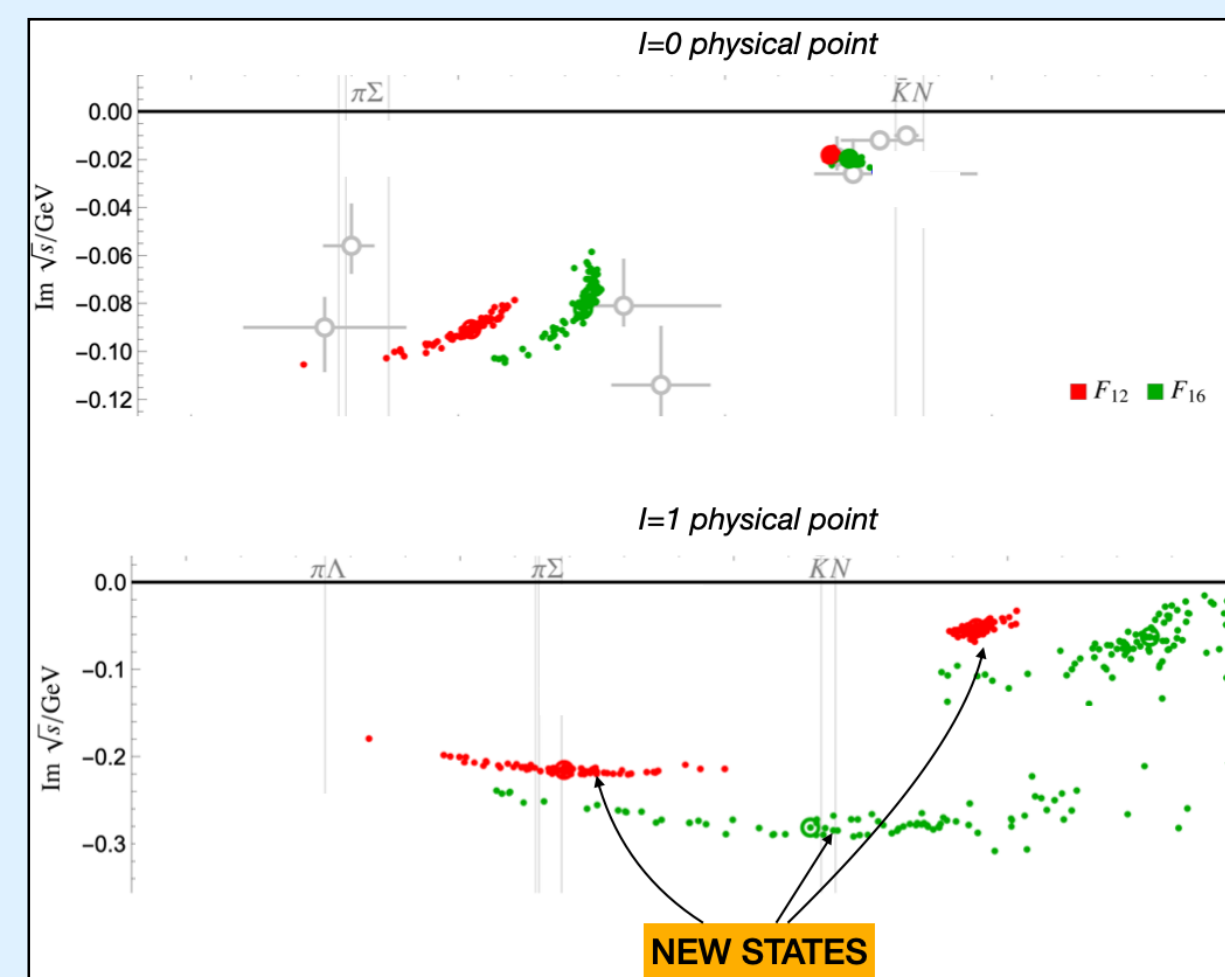 I=0 physical point
πΣ
K̄N
0.00
−0.02
−0.04
−0.06
−0.08
−0.10
−0.12
Im √s/GeV
F₁₂ F₁₆
I=1 physical point
πΛ πΣ KN
0.0
−0.1
−0.2
−0.3
Im √s/GeV
NEW STATES